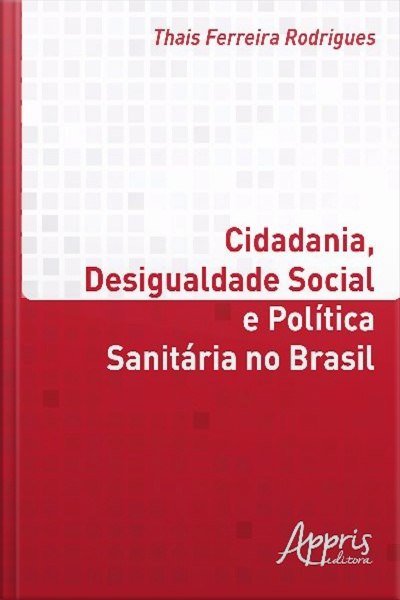 Thais Ferreira Rodrigues
Cidadania,
Desigualdade Social
e Política
Sanitária no Brasil
Appris
editora